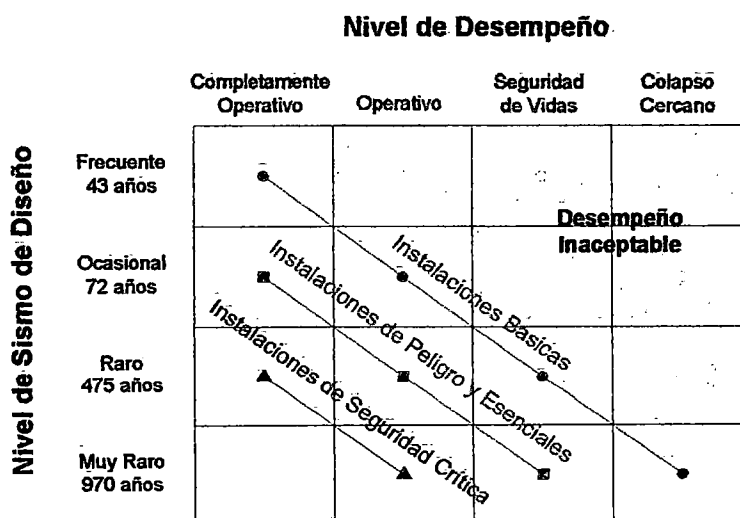 Nivel de Desempeño
Completamente
Operativo
Operativo
Seguridad
de Vidas
Colapso
Cercano
Nivel de Sismo de Diseño
Frecuente
43 años
Ocasional
72 años
Raro
475 años
Muy Raro
970 años
Desempeño
Inaceptable
Instalaciones Basicas
Instalaciones de Peligro y Esenciales
Instalaciones de Seguridad Crítica